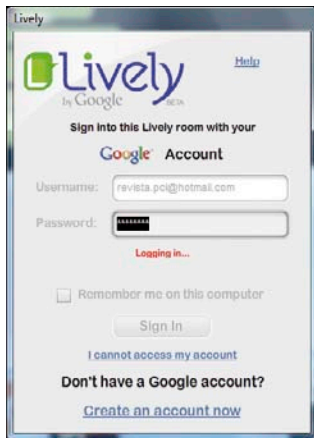 Lively
Lively
by Google
BETA
Help
Sign into this Lively room with your
Google Account
Username: revista.pci@hotmail.com
Password: ********
Logging in...
Remember me on this computer
Sign In
I cannot access my account
Don't have a Google account?
Create an account now